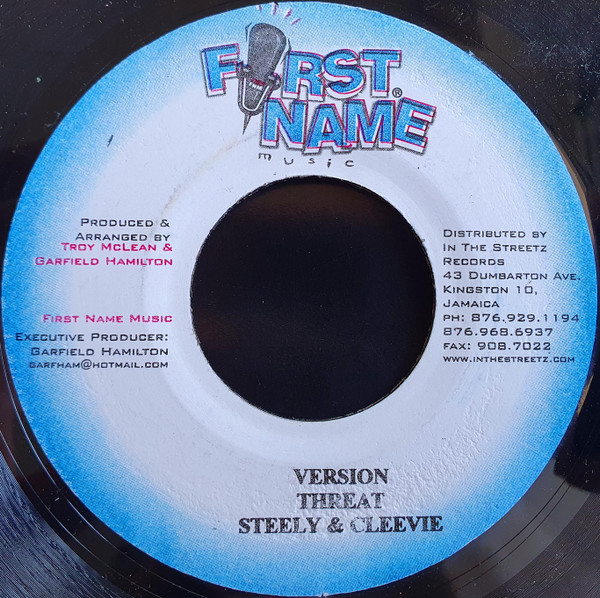 FIRST
NAME®
music
PRODUCED &
ARRANGED BY
TROY MCLEAN &
GARFIELD HAMILTON
FIRST NAME MUSIC
EXECUTIVE PRODUCER:
GARFIELD HAMILTON
GARFHAM@HOTMAIL.COM
DISTRIBUTED BY
IN THE STREETZ
RECORDS
43 DUMBARTON AVE.
KINGSTON 10,
JAMAICA
PH: 876.929.1194
876.968.6937
FAX: 908.7022
WWW.INTHESTREETZ.COM
VERSION
THREAT
STEELY & CLEEVIE